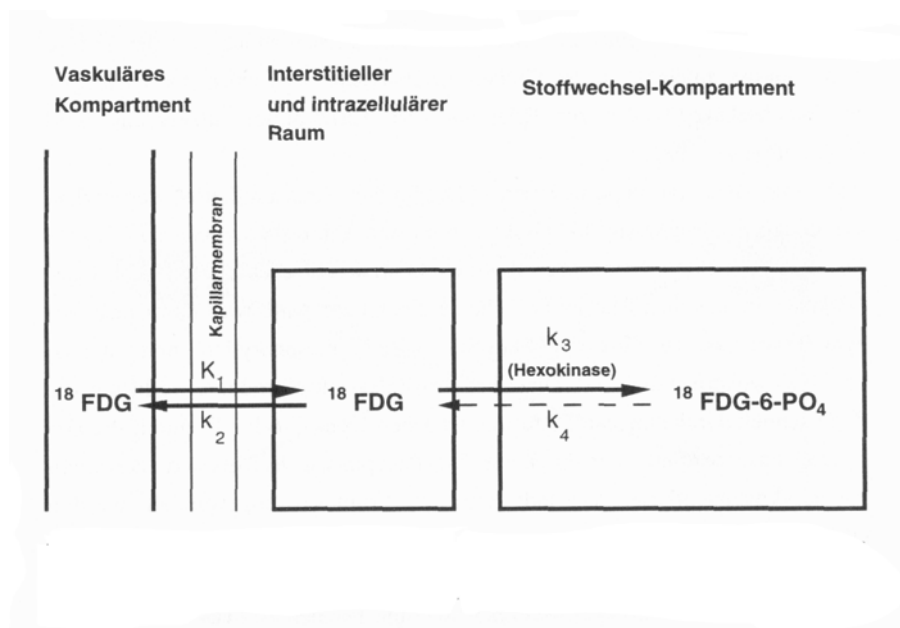 Vaskuläres
Kompartment
Interstitieller
und intrazellulärer
Raum
Stoffwechsel-Kompartment
Kapillarmembran
K1
k2
18 FDG
18 FDG
k3
(Hexokinase)
k4
18 FDG-6-PO4